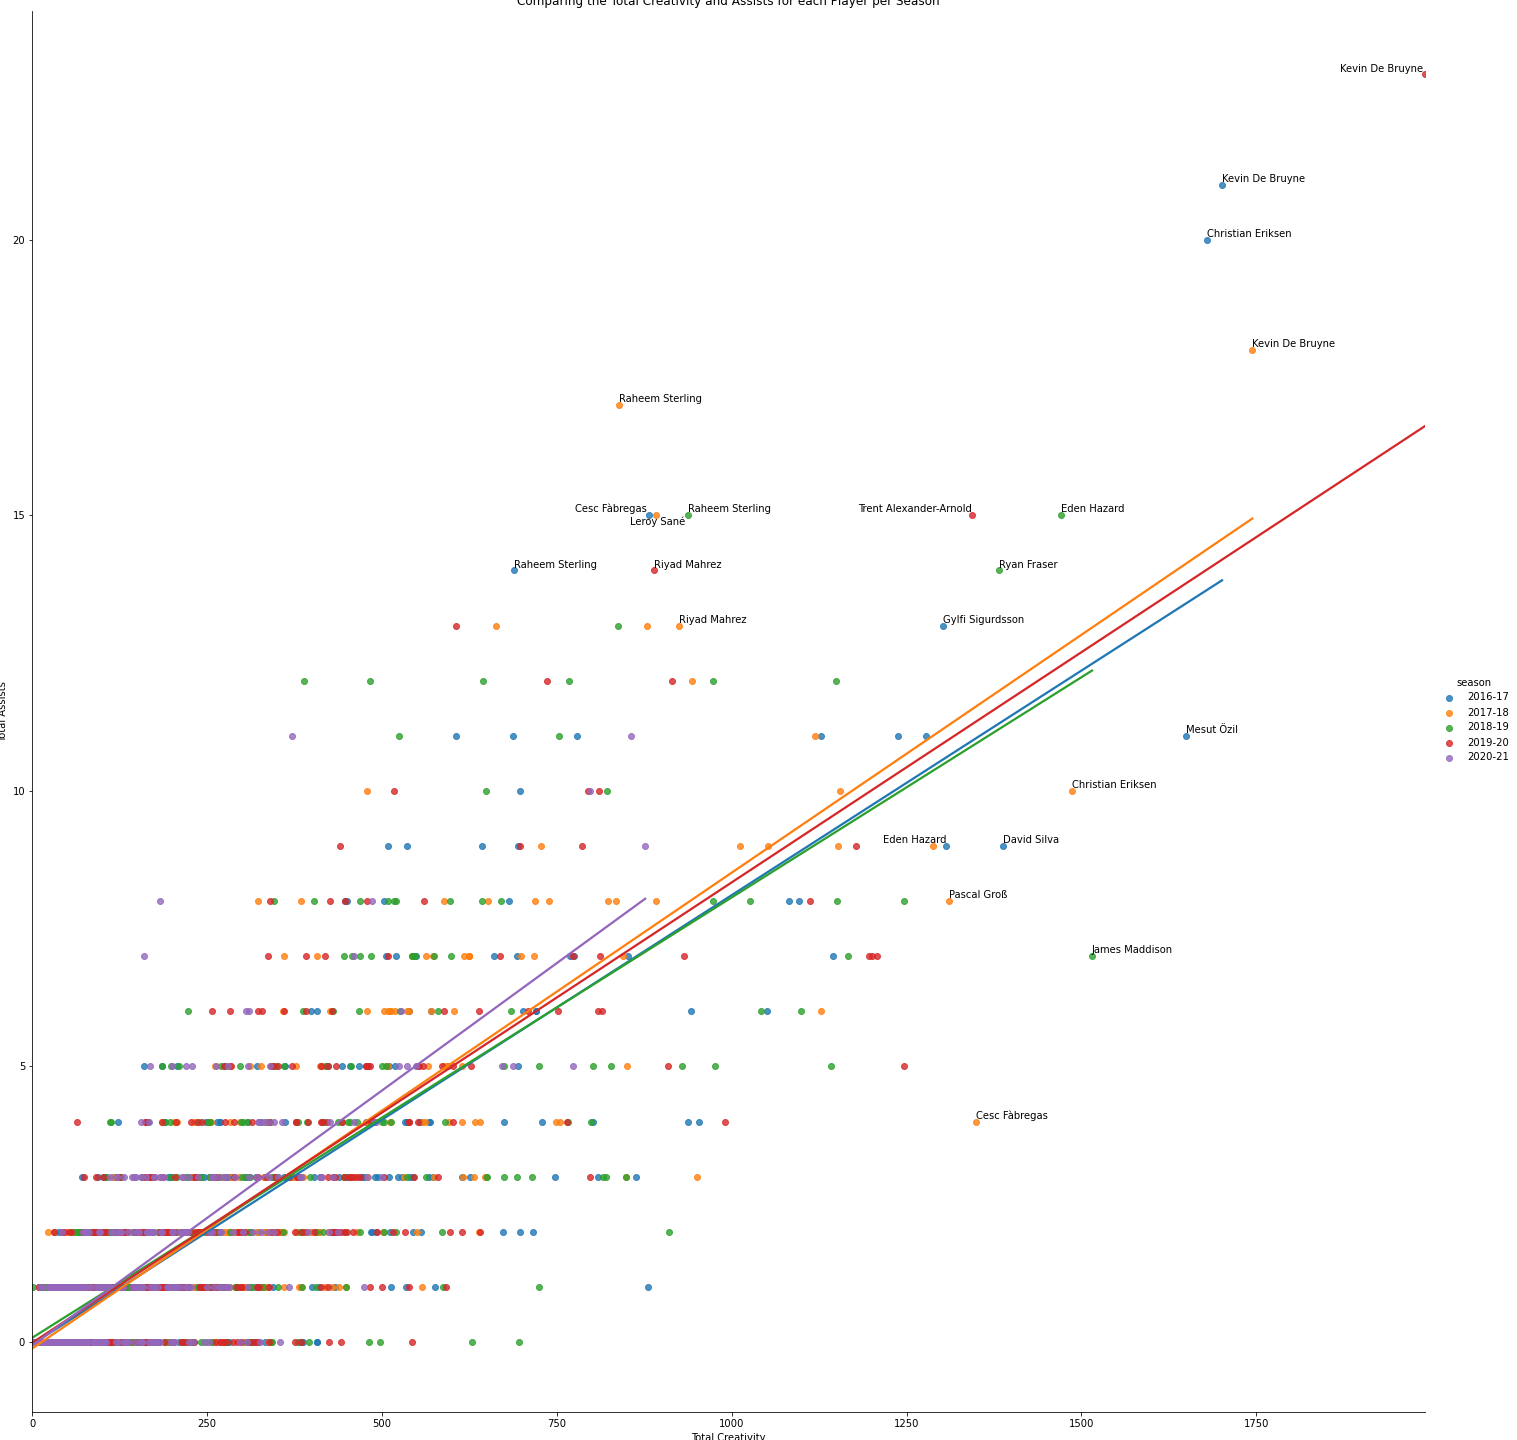 Comparing the Total Creativity and Assists for each Player per Season
Kevin De Bruyne
Kevin De Bruyne
Christian Eriksen
20
Kevin De Bruyne
Raheem Sterling
15
Cesc Fàbregas
Raheem Sterling
Trent Alexander-Arnold
Eden Hazard
Leroy Sané
Raheem Sterling
Riyad Mahrez
Ryan Fraser
Riyad Mahrez
Gylfi Sigurdsson
Total Assists
season
2016-17
2017-18
2018-19
2019-20
2020-21
Mesut Özil
10
Christian Eriksen
Eden Hazard
David Silva
Pascal Groß
James Maddison
5
Cesc Fàbregas
0
0
250
500
750
1000
1250
1500
1750
Total Creativity